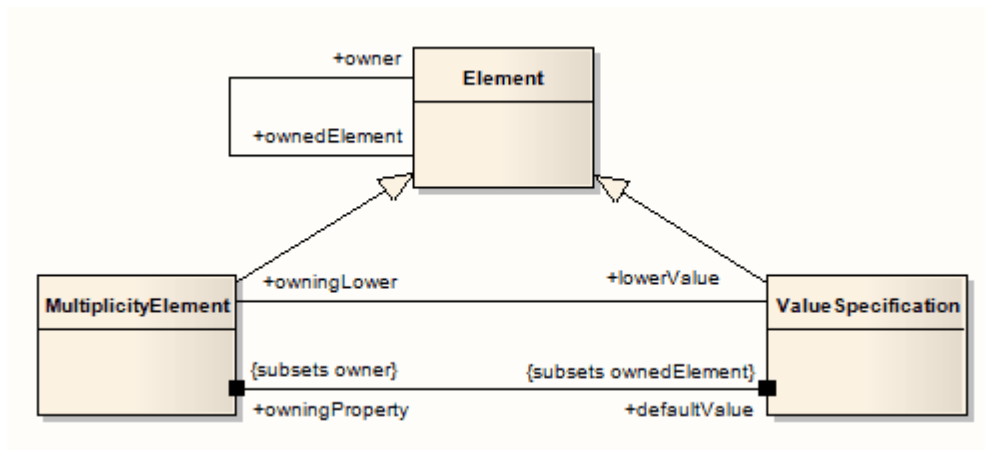 +owner
Element
+ownedElement
+owningLower
+lowerValue
MultiplicityElement
ValueSpecification
{subsets owner}
{subsets ownedElement}
+owningProperty
+defaultValue